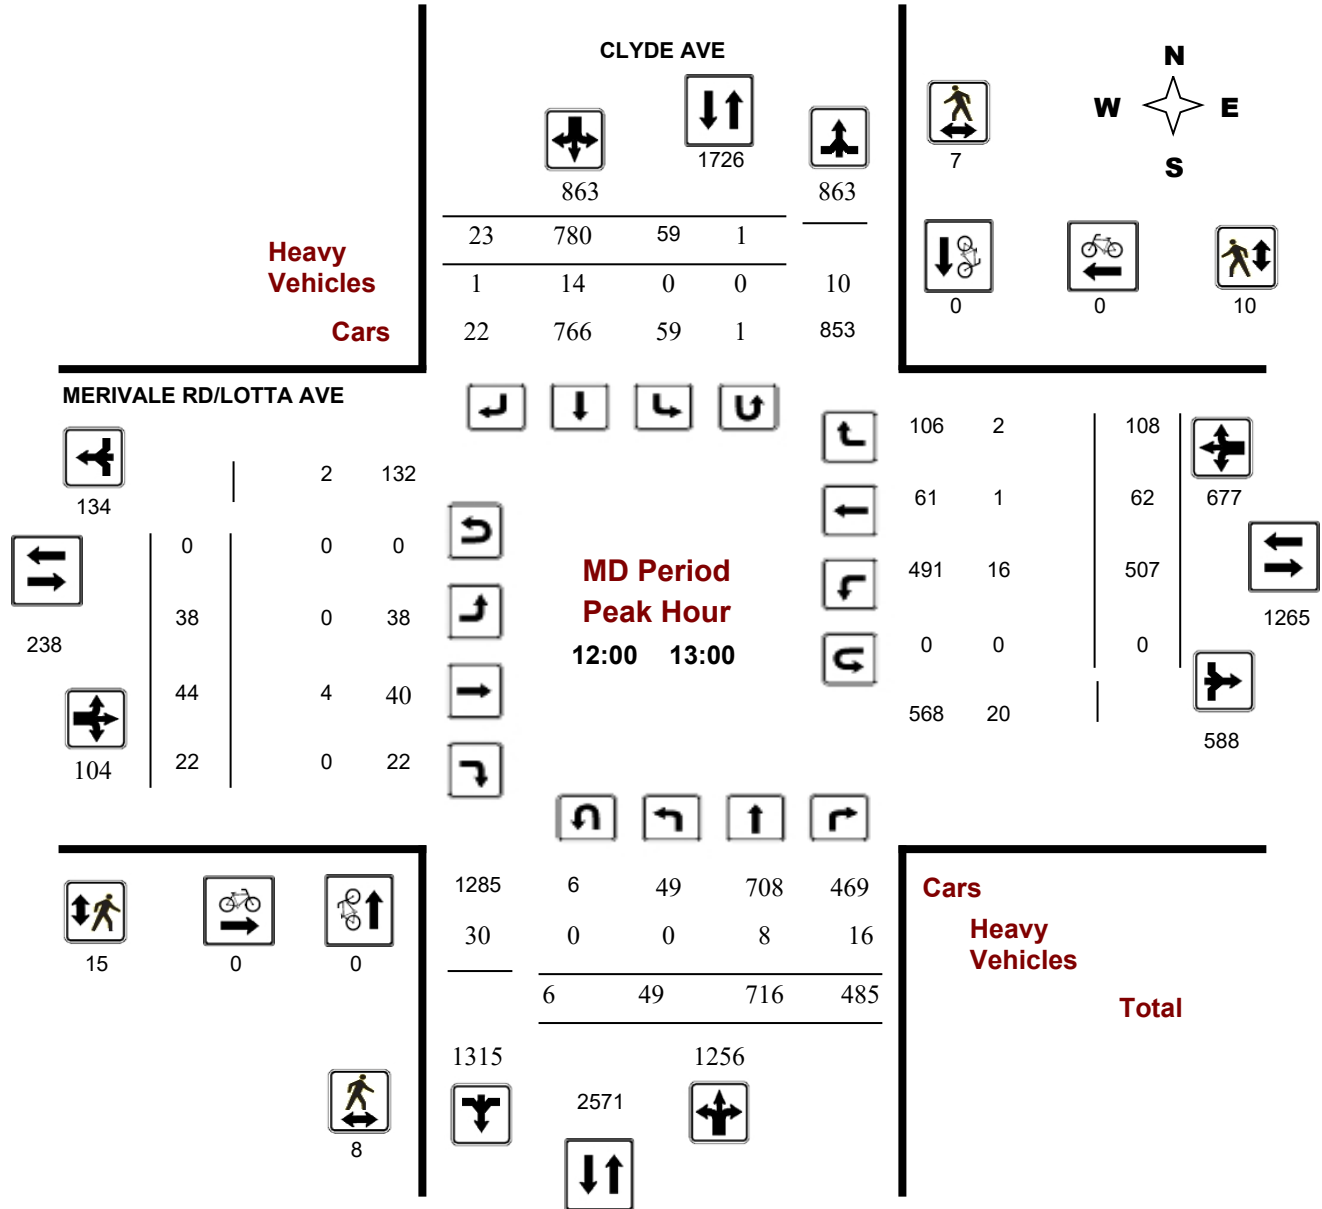 CLYDE AVE
N
W E
S
1726
7
863 863
23 780 59 1
Heavy
Vehicles
1 14 0 0 10
0 0 10
Cars
22 766 59 1 853
MERIVALE RD/LOTTA AVE
106 2 108
2 132
134
61 1 62 677
0 0 0
MD Period
Peak Hour
12:00 13:00
491 16 507
1265
38 0 38
238
0 0 0
44 4 40
568 20
588
104 22 0 22
1285 6 49 708 469
Cars
30 0 0 8 16
Heavy
Vehicles
15 0 0
6 49 716 485
Total
1315 1256
2571
8